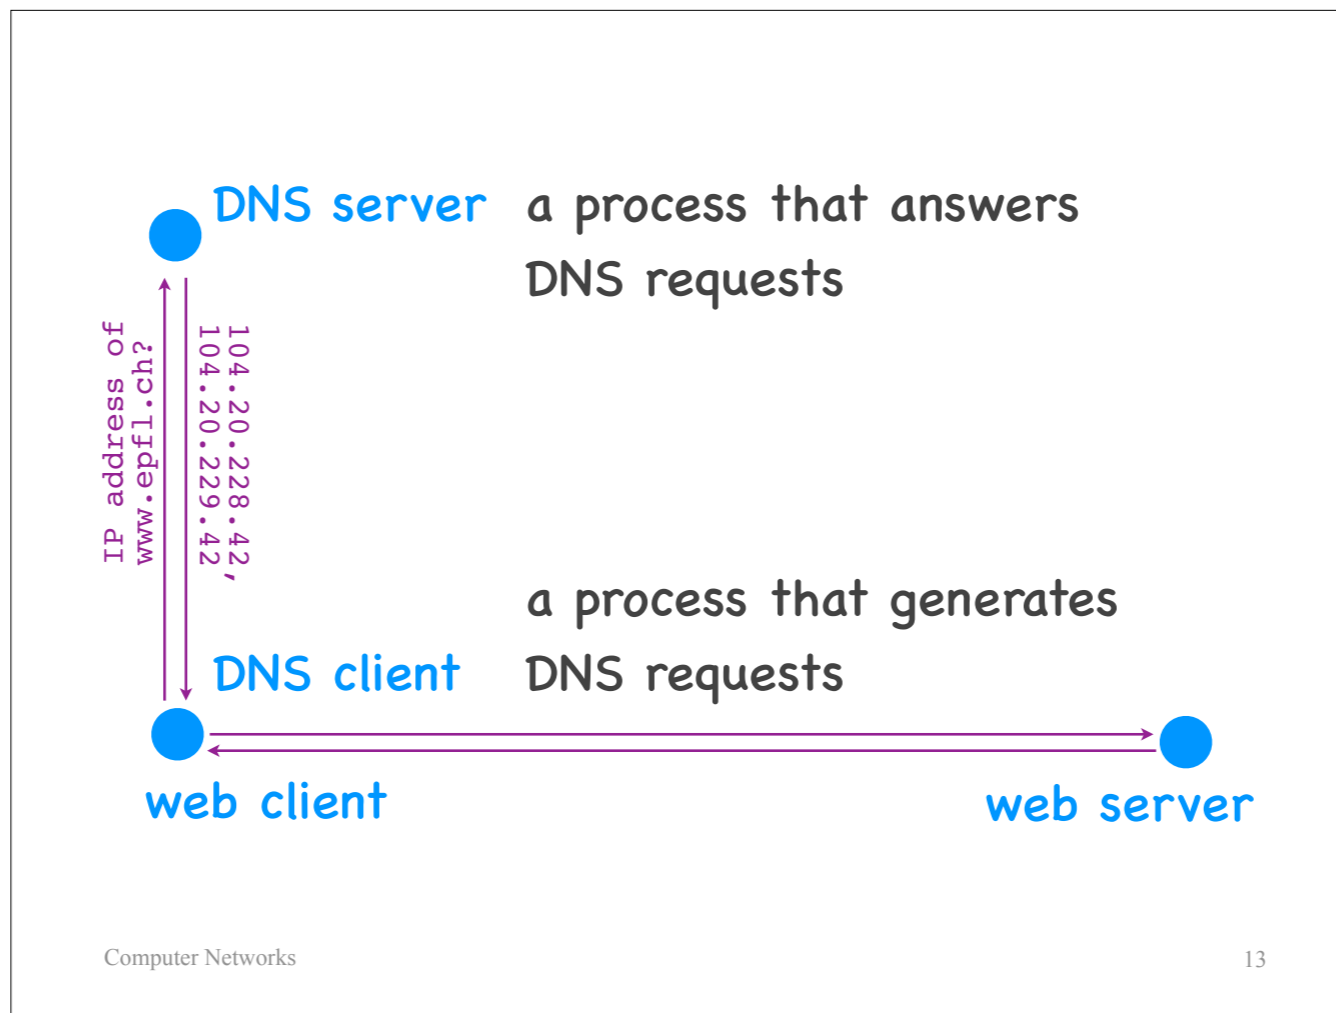 DNS server a process that answers
DNS requests
IP address of
www.epfl.ch?
104.20.228.42,
104.20.229.42
a process that generates
DNS client DNS requests
web client
web server
Computer Networks
13